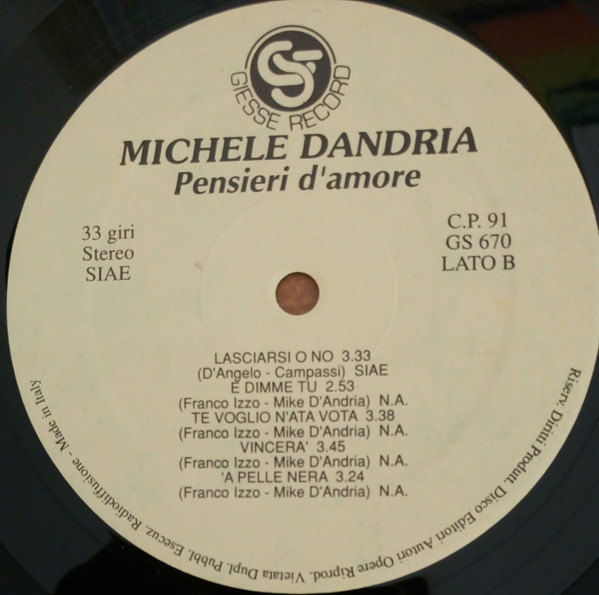 GS
GIESSE RECORD
MICHELE DANDRIA
Pensieri d'amore
33 giri
Stereo
SIAE
C.P. 91
GS 670
LATO B
LASCIARSI O NO 3.33
(D'Angelo - Campassi) SIAE
E DIMME TU 2.53
(Franco Izzo - Mike D'Andria) N.A.
TE VOGLIO N'ATA VOTA 3.38
(Franco Izzo - Mike D'Andria) N.A.
VINCERA' 3.45
(Franco Izzo - Mike D'Andria) N.A.
'A PELLE NERA 3.24
(Franco Izzo - Mike D'Andria) N.A.
Riserv. Diritti Produtt. Disco Editori Autori Opere Riprod. Vietata Dupl. Pubbl. Esecuz. Radiodiffusione - Made in Italy